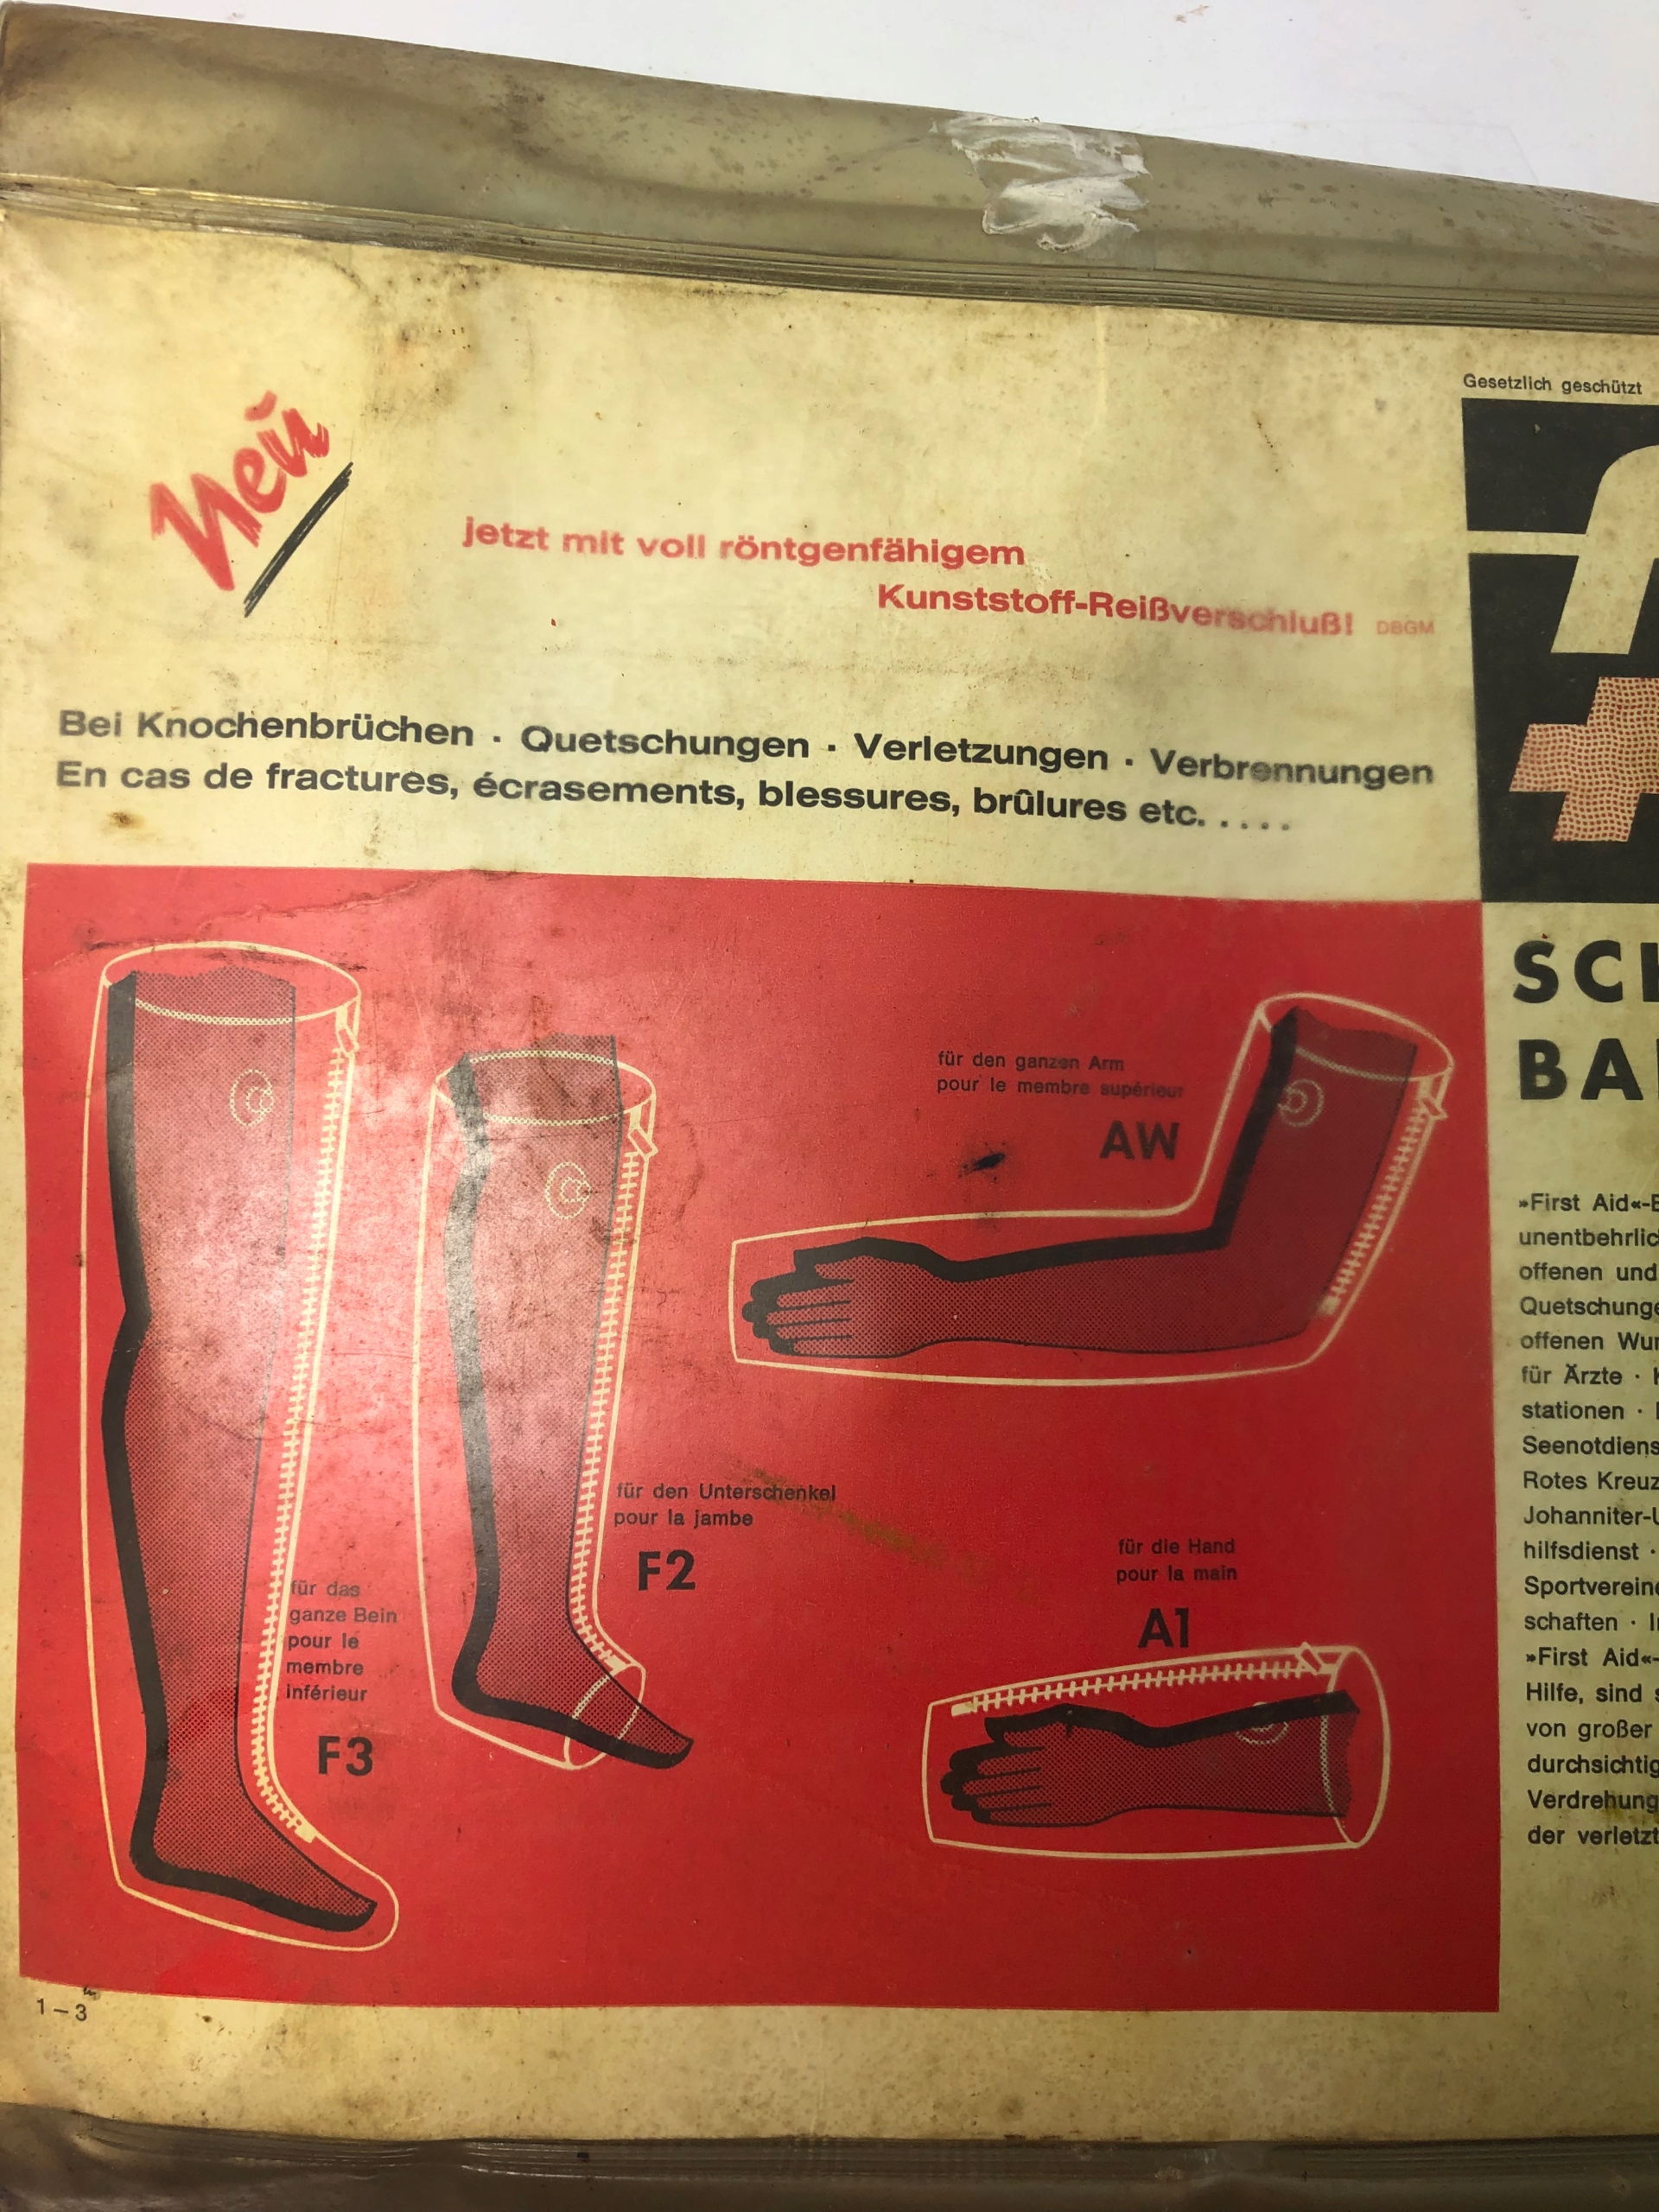 Neu
jetzt mit voll röntgenfähigem
Kunststoff-Reißverschluß! DBGM
Bei Knochenbrüchen · Quetschungen · Verletzungen · Verbrennungen
En cas de fractures, écrasements, blessures, brûlures etc. . . . .
für den ganzen Arm
pour le membre supérieur
AW
für den Unterschenkel
pour la jambe
F2
für das
ganze Bein
pour le
membre
inférieur
F3
für die Hand
pour la main
A1
1 – 3
Gesetzlich geschützt
f
SC
BA
»First Aid«-
unentbehrlic
offenen und
Quetschunge
offenen Wu
für Ärzte ·
stationen ·
Seenotdiens
Rotes Kreuz
Johanniter-U
hilfsdienst ·
Sportvereine
schaften · I
»First Aid«-
Hilfe, sind s
von großer
durchsichtig
Verdrehung
der verletzt